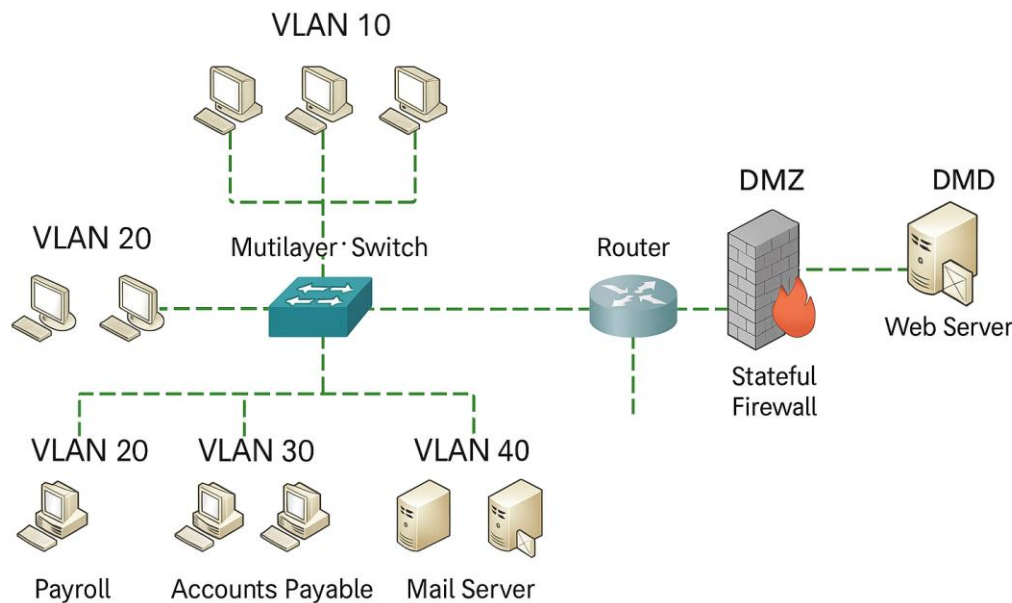 VLAN 10
DMZ
DMD
VLAN 20
Mutilayer·Switch
Router
Web Server
Stateful
Firewall
VLAN 20
VLAN 30
VLAN 40
Payroll
Accounts Payable
Mail Server